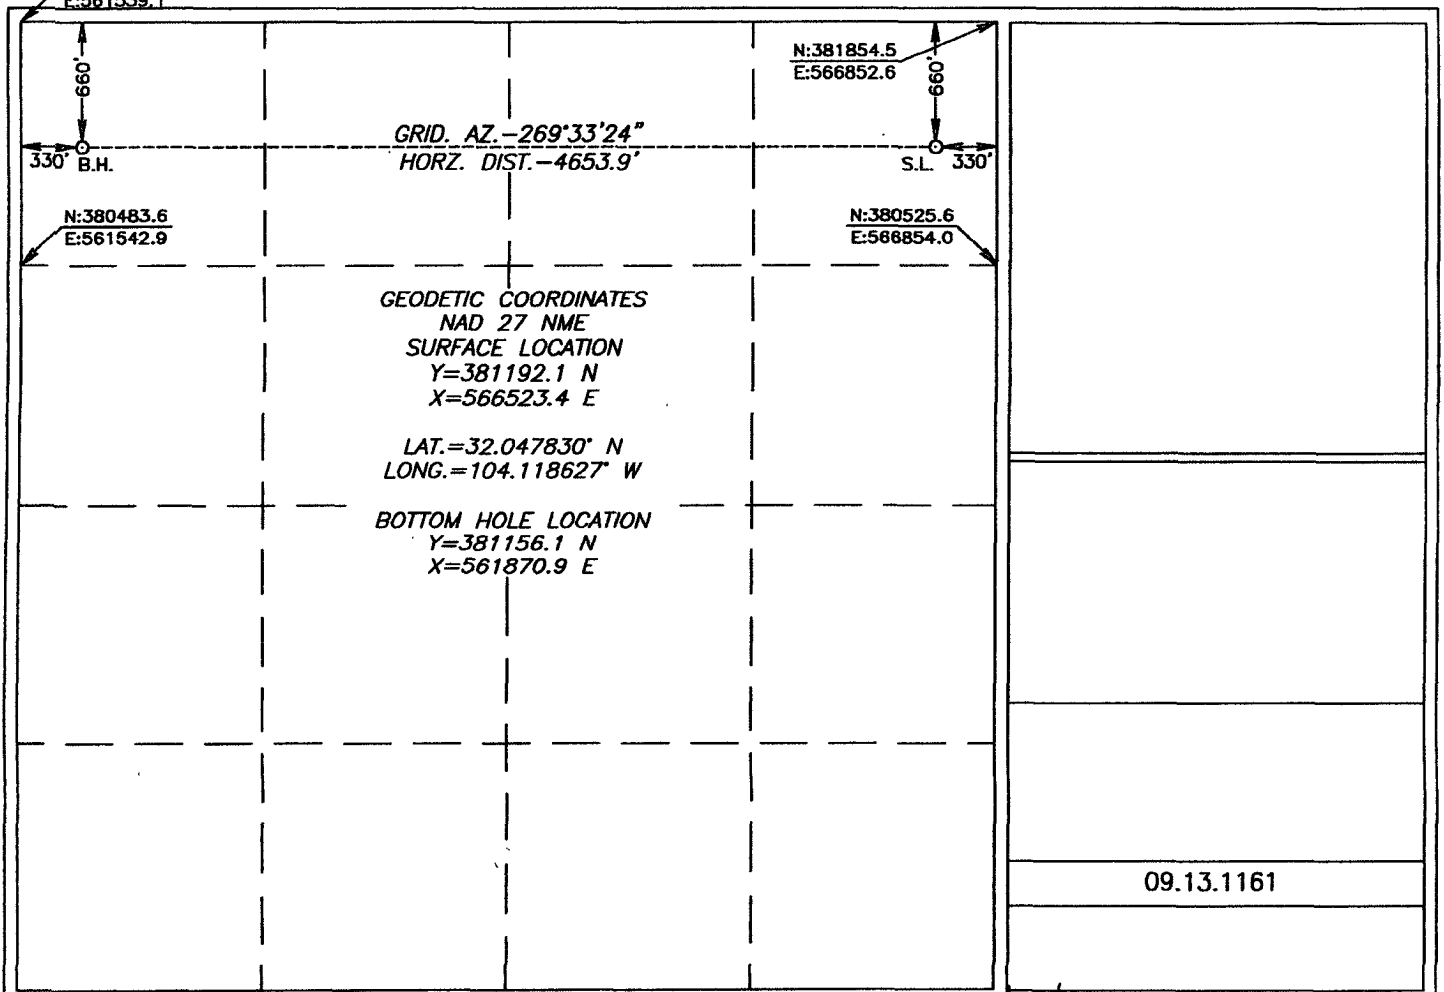 N:381854.5
E:566852.6
660'
660'
GRID. AZ.-269°33'24"
HORZ. DIST.-4653.9'
330' B.H.
S.L. 330'
N:380483.6
E:561542.9
N:380525.6
E:566854.0
GEODETIC COORDINATES
NAD 27 NME
SURFACE LOCATION
Y=381192.1 N
X=566523.4 E
LAT.=32.047830° N
LONG.=104.118627° W
BOTTOM HOLE LOCATION
Y=381156.1 N
X=561870.9 E
09.13.1161